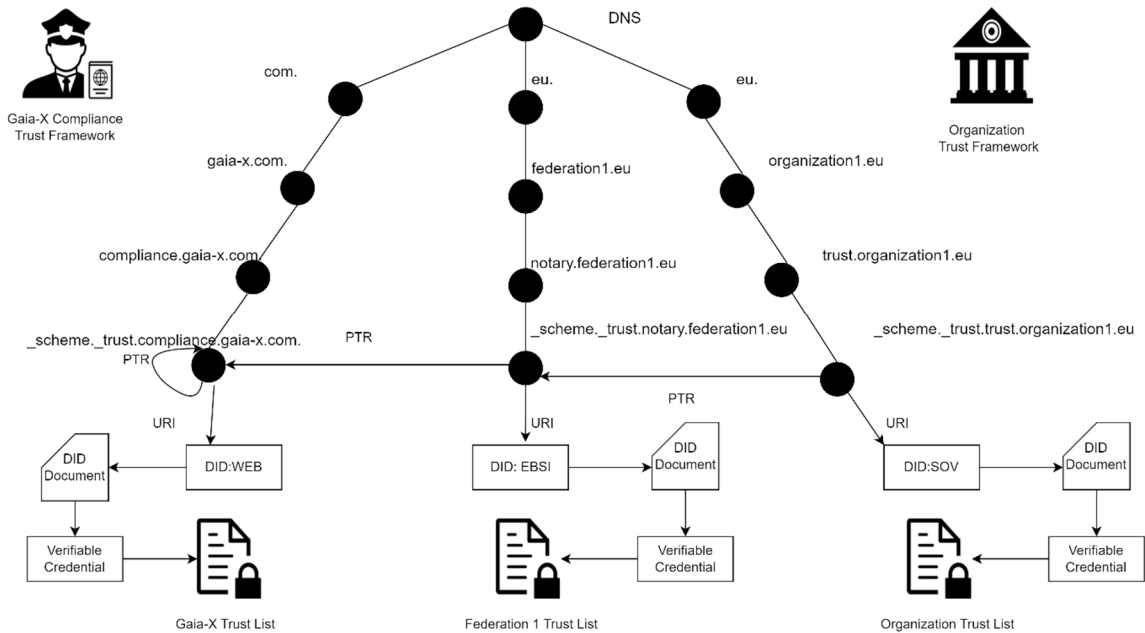 DNS
com.
eu.
eu.
Gaia-X Compliance
Trust Framework
Organization
Trust Framework
gaia-x.com.
federation1.eu
organization1.eu
compliance.gaia-x.com.
notary.federation1.eu
trust.organization1.eu
_scheme._trust.compliance.gaia-x.com.
_scheme._trust.notary.federation1.eu
_scheme._trust.trust.organization1.eu
PTR
PTR
PTR
URI
URI
URI
DID
Document
DID:WEB
DID: EBSI
DID
Document
DID:SOV
DID
Document
Verifiable
Credential
Verifiable
Credential
Verifiable
Credential
Gaia-X Trust List
Federation 1 Trust List
Organization Trust List